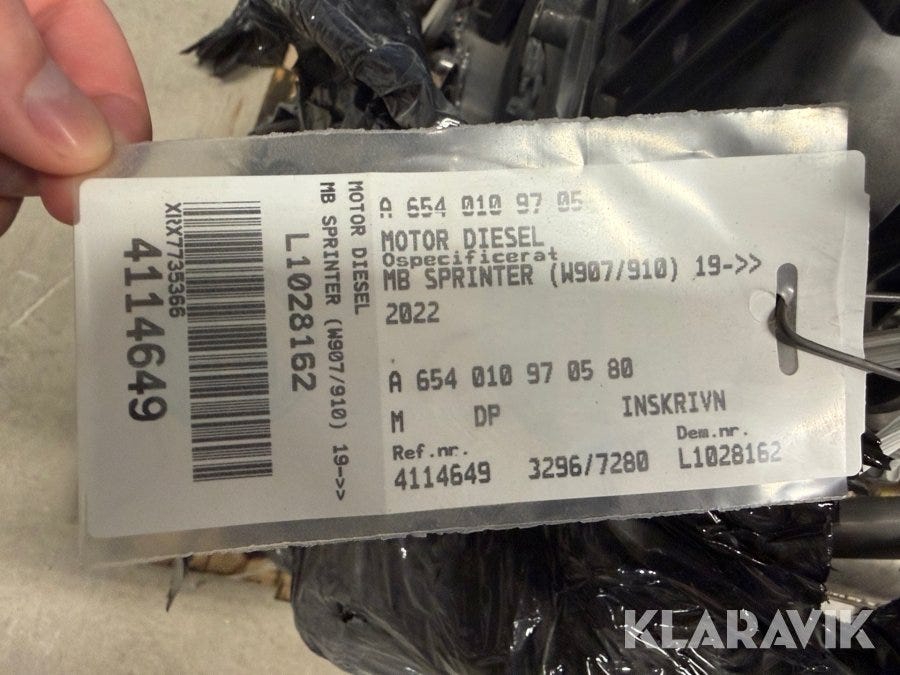 XRX7735366
4114649
L1028162
MOTOR DIESEL
MB SPRINTER (W907/910) 19->>
A 654 010 97 05
MOTOR DIESEL
Ospecificerat
MB SPRINTER (W907/910) 19->>
2022
A 654 010 97 05 80
M DP INSKRIVN
Ref.nr. Dem.nr.
4114649 3296/7280 L1028162
KLARAVIK